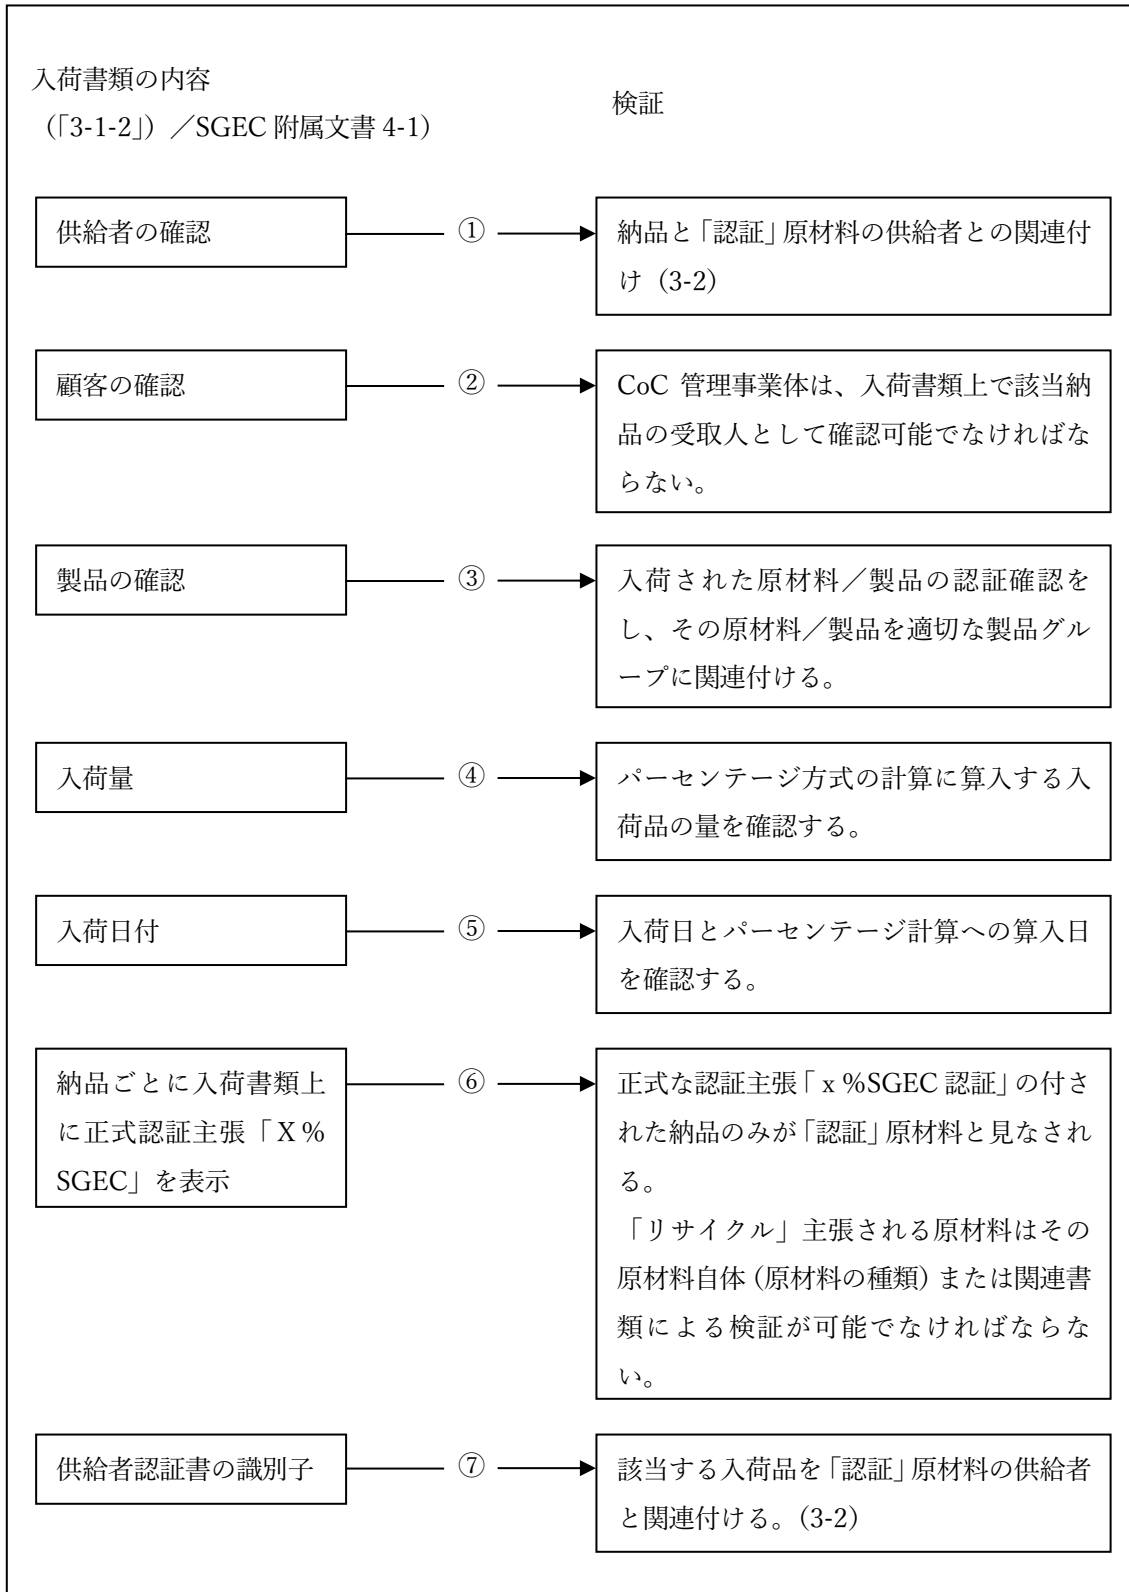 入荷書類の内容
(「3-1-2」)／SGEC 附属文書 4-1)
検証
供給者の確認
①
納品と「認証」原材料の供給者との関連付
け（3-2）
顧客の確認
②
CoC 管理事業体は、入荷書類上で該当納
品の受取人として確認可能でなければな
らない。
製品の確認
③
入荷された原材料／製品の認証確認を
し、その原材料／製品を適切な製品グル
ープに関連付ける。
入荷量
④
パーセンテージ方式の計算に算入する入
荷品の量を確認する。
入荷日付
⑤
入荷日とパーセンテージ計算への算入日
を確認する。
納品ごとに入荷書類上
に正式認証主張「X％
SGEC」を表示
⑥
正式な認証主張「x％SGEC 認証」の付さ
れた納品のみが「認証」原材料と見なされ
る。
「リサイクル」主張される原材料はその
原材料自体（原材料の種類）または関連書
類による検証が可能でなければならな
い。
供給者認証書の識別子
⑦
該当する入荷品を「認証」原材料の供給者
と関連付ける。（3-2）